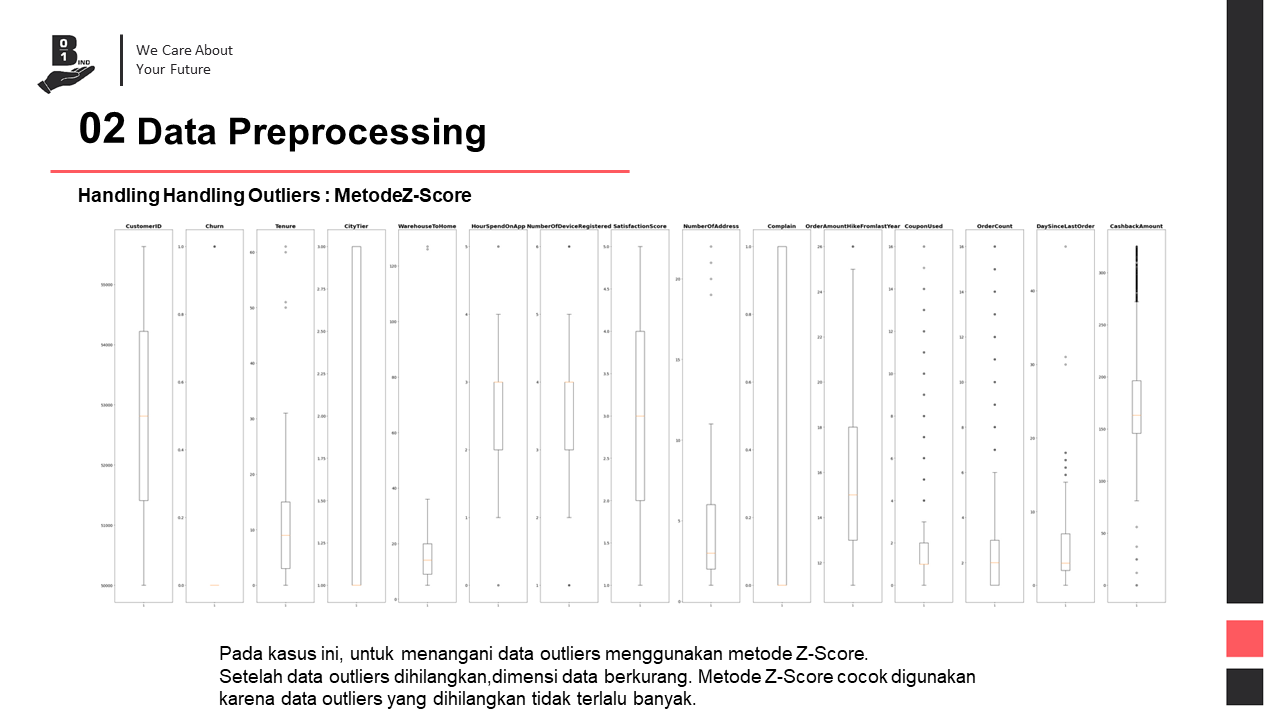 B
0
1
IND
We Care About
Your Future
02 Data Preprocessing
Handling Handling Outliers : MetodeZ-Score
CustomerID Churn Tenure CityTier WarehouseToHome HourSpendOnApp NumberOfDeviceRegistered SatisfactionScore NumberOfAddress Complain OrderAmountHikeFromlastYear CouponUsed OrderCount DaySinceLastOrder CashbackAmount
Pada kasus ini, untuk menangani data outliers menggunakan metode Z-Score.
Setelah data outliers dihilangkan,dimensi data berkurang. Metode Z-Score cocok digunakan
karena data outliers yang dihilangkan tidak terlalu banyak.